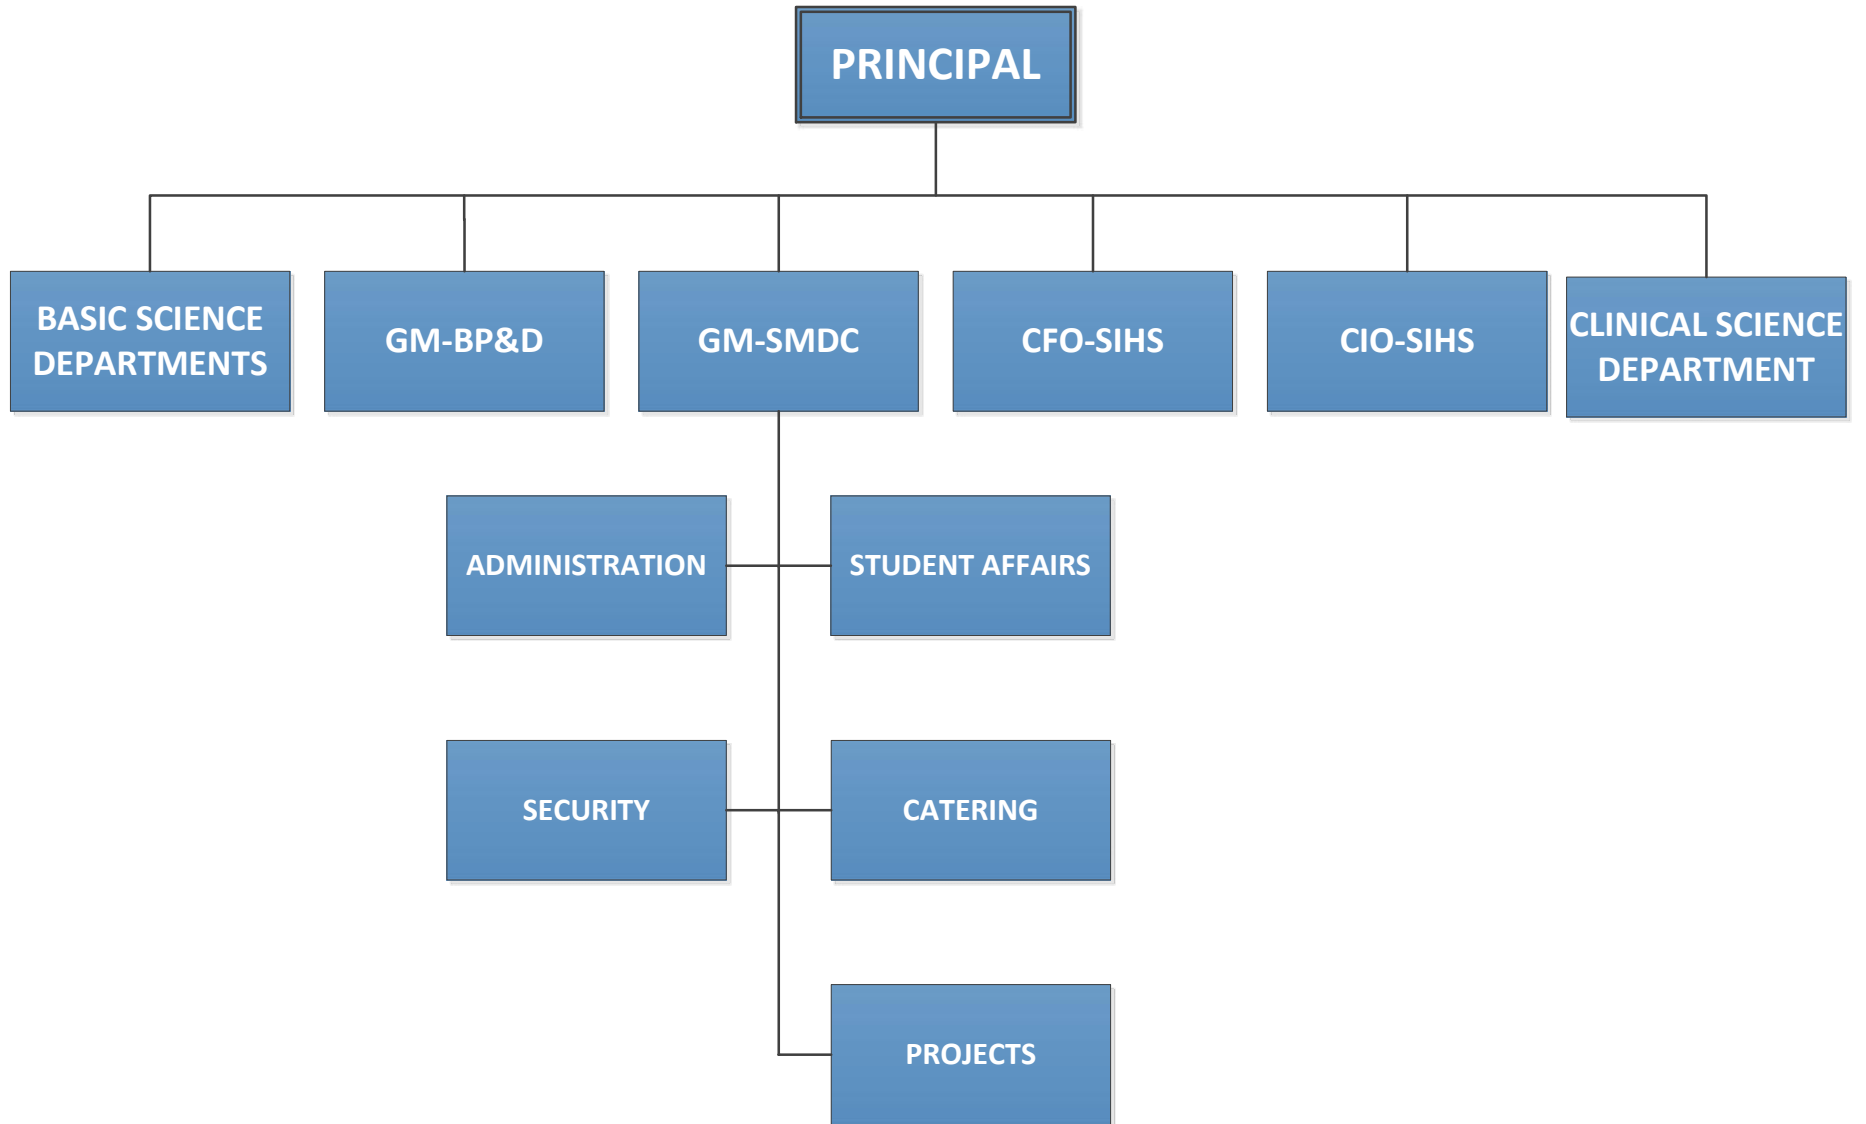 PRINCIPAL
BASIC SCIENCE
DEPARTMENTS
GM-BP&D
GM-SMDC
CFO-SIHS
CIO-SIHS
CLINICAL SCIENCE
DEPARTMENT
ADMINISTRATION
STUDENT AFFAIRS
SECURITY
CATERING
PROJECTS